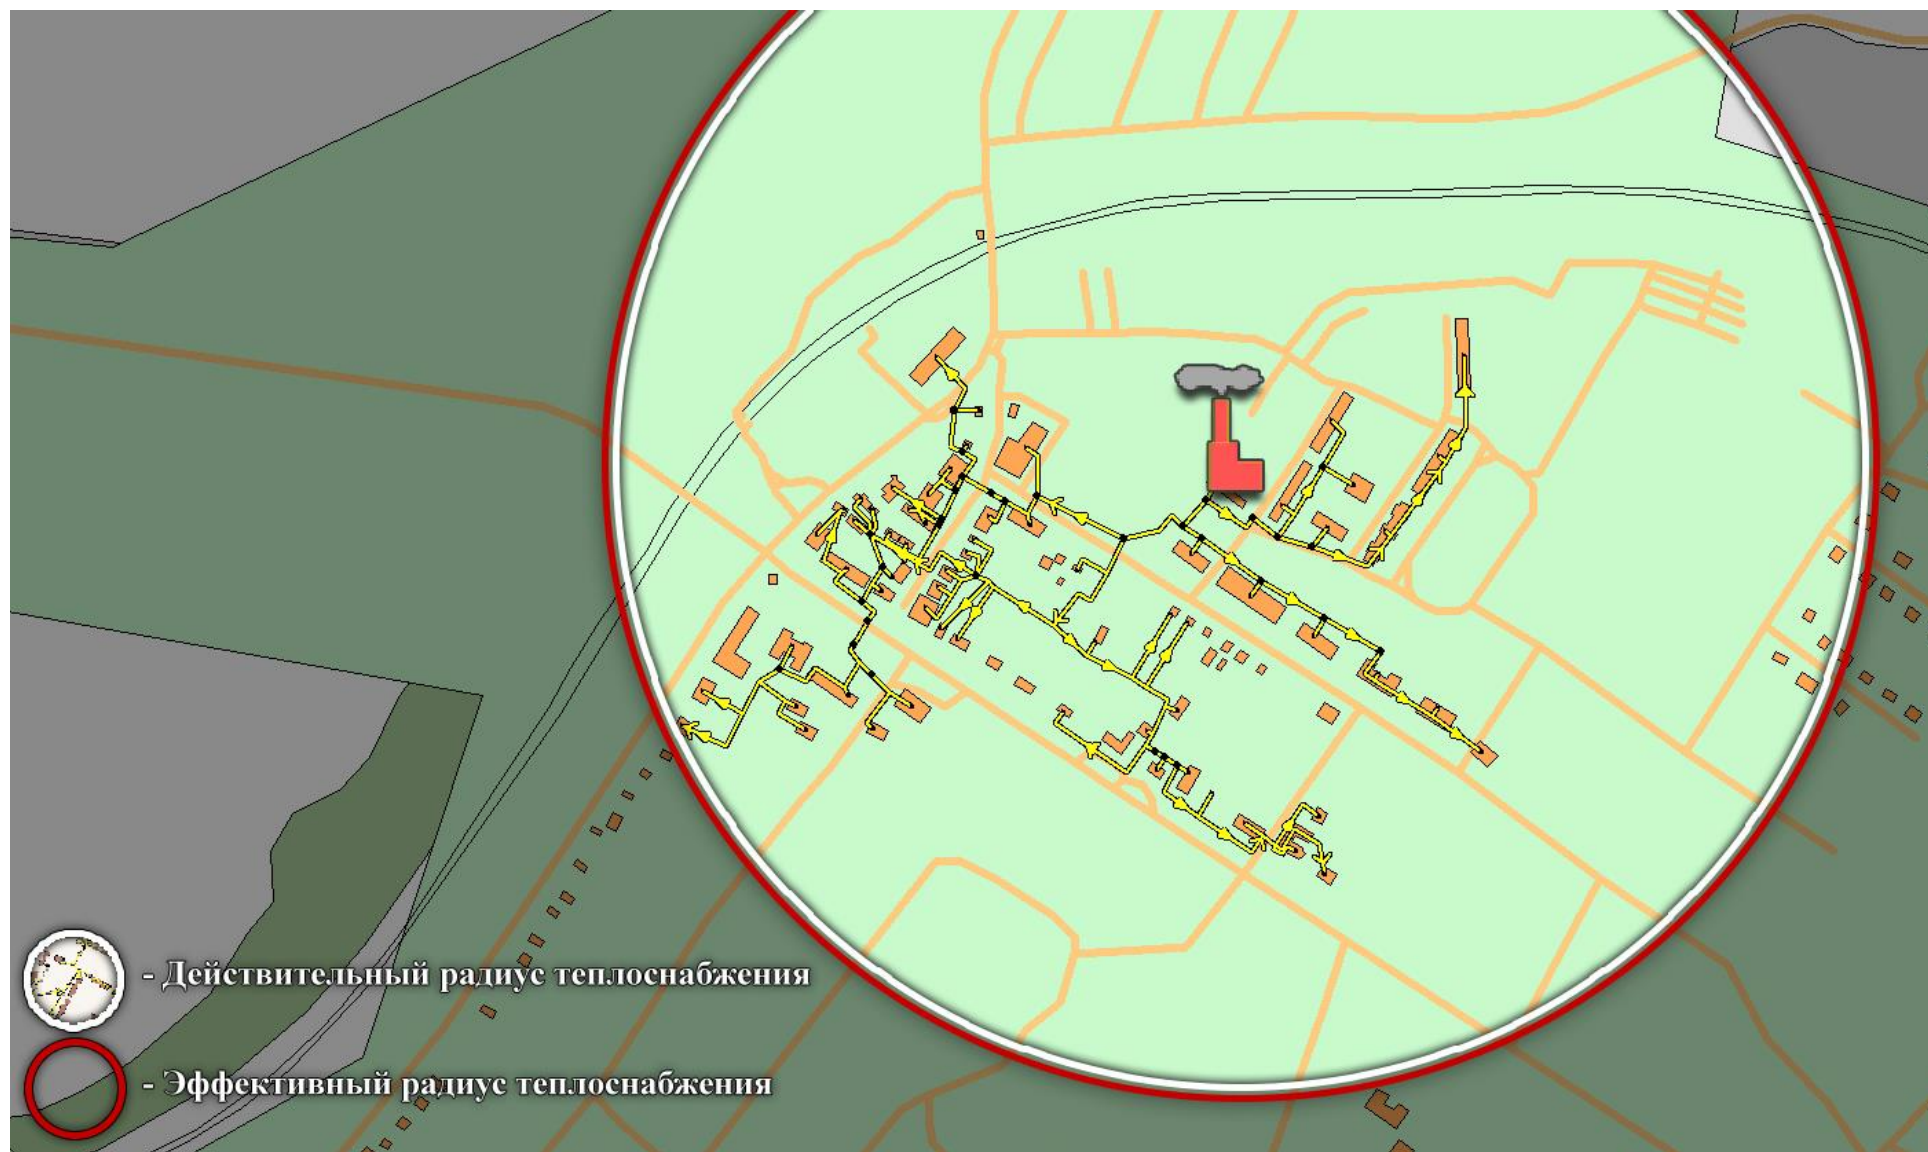 - Действительный радиус теплоснабжения
- Эффективный радиус теплоснабжения